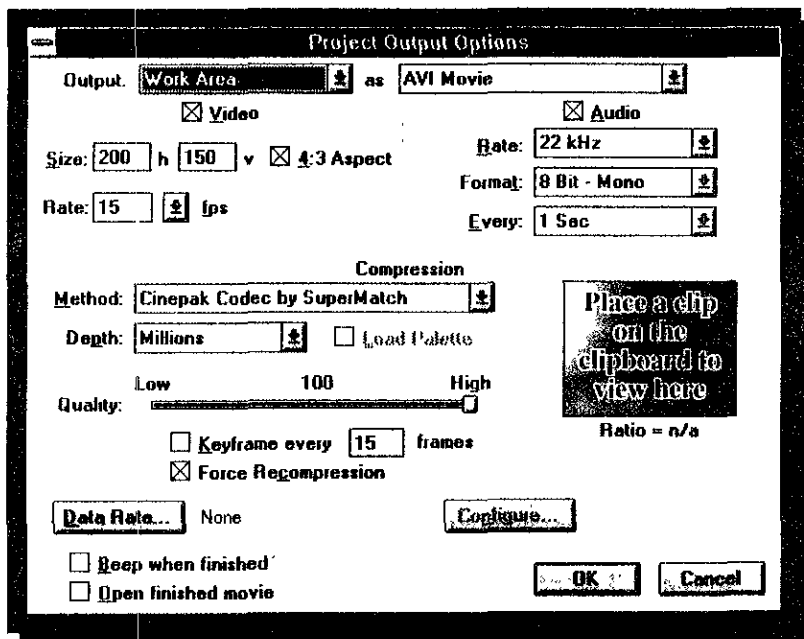 Project Output Options
Output. Work Area as AVI Movie
Video
Audio
Size: 200 h 150 v 4:3 Aspect
Rate: 22 kHz
Format: 8 Bit - Mono
Rate: 15 fps
Every: 1 Sec
Compression
Method: Cinepak Codec by SuperMatch
Depth: Millions
Load Palette
Place a clip
on the
clipboard to
view here
Low 100 High
Quality:
Ratio = n/a
Keyframe every 15 frames
Force Recompression
Data Rate... None
Configure...
Beep when finished
Open finished movie
OK
Cancel